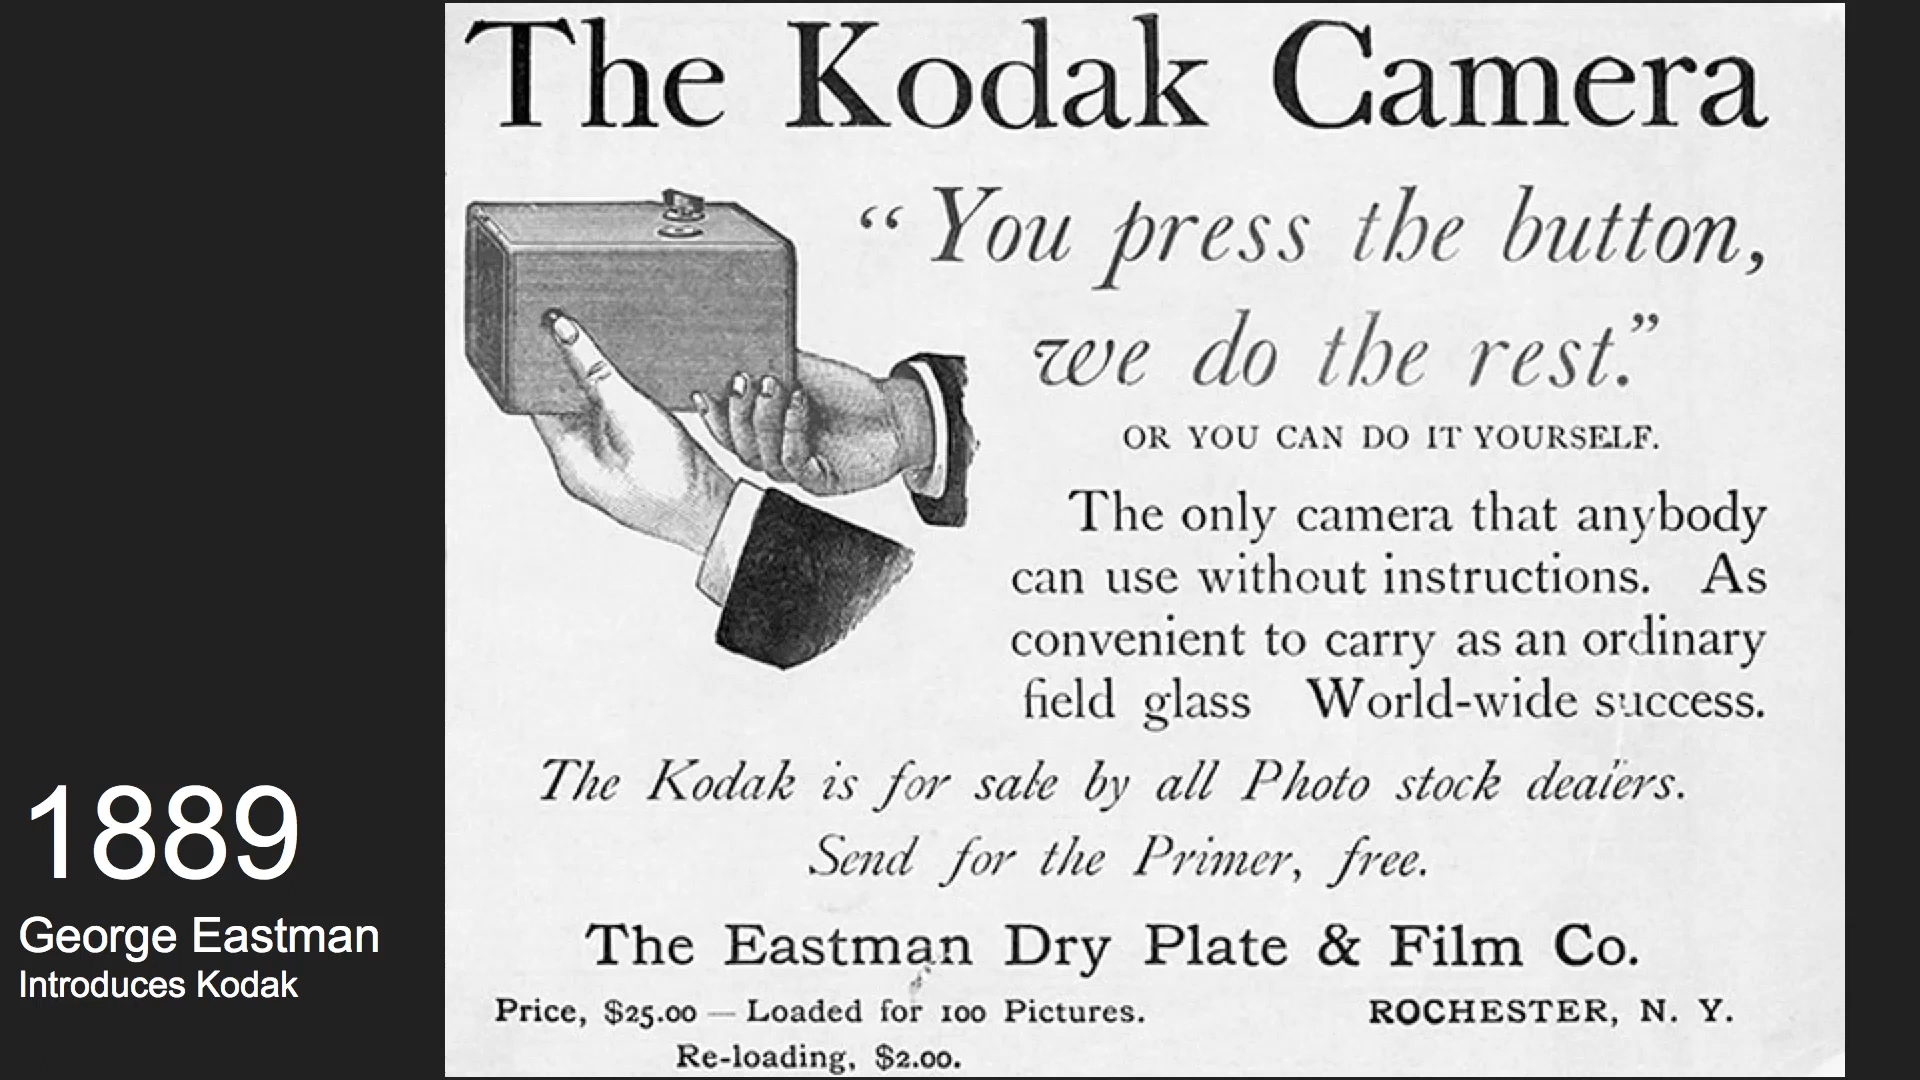 The Kodak Camera
“You press the button,
we do the rest.”
OR YOU CAN DO IT YOURSELF.
The only camera that anybody
can use without instructions. As
convenient to carry as an ordinary
field glass World-wide success.
The Kodak is for sale by all Photo stock dealers.
Send for the Primer, free.
The Eastman Dry Plate & Film Co.
Price, $25.00 — Loaded for 100 Pictures. ROCHESTER, N. Y.
Re-loading, $2.00.
1889
George Eastman
Introduces Kodak